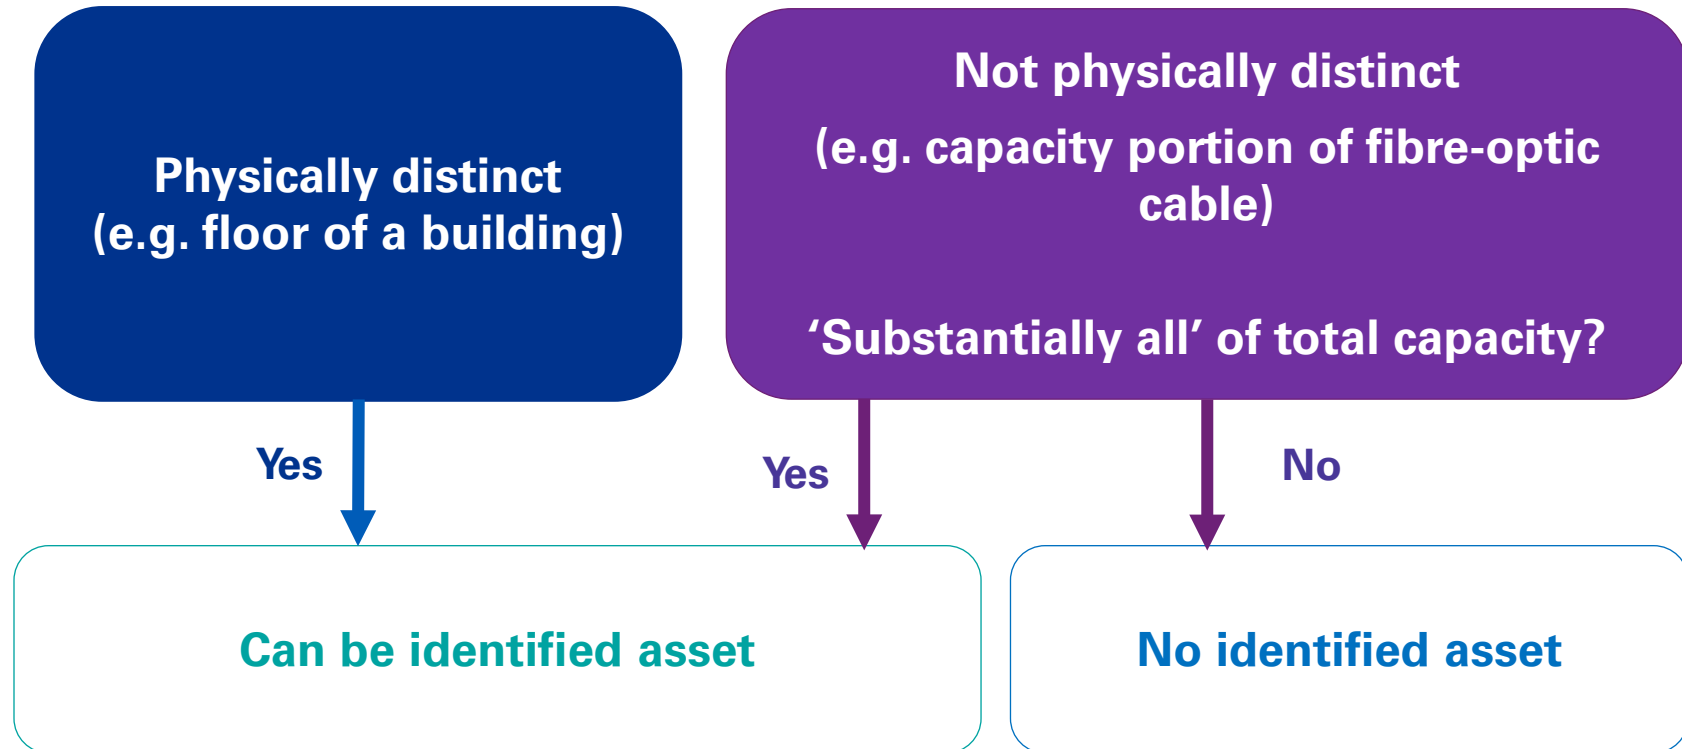 Physically distinct
(e.g. floor of a building)
Not physically distinct
(e.g. capacity portion of fibre-optic
cable)
‘Substantially all’ of total capacity?
Yes
Yes
No
Can be identified asset
No identified asset